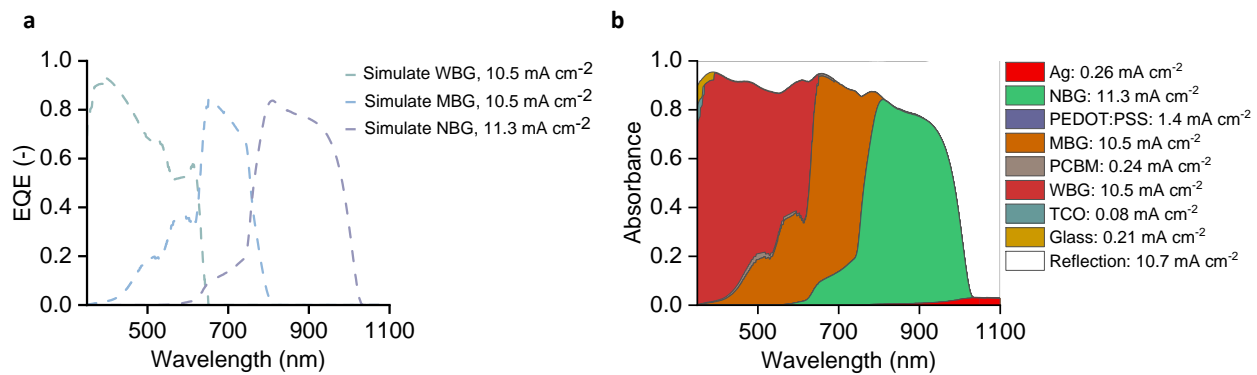 a
1.0
0.8
0.6
0.4
0.2
0.0
EQE (-)
500
700
900
1100
Wavelength (nm)
Simulate WBG, 10.5 mA cm⁻²
Simulate MBG, 10.5 mA cm⁻²
Simulate NBG, 11.3 mA cm⁻²
b
1.0
0.8
0.6
0.4
0.2
0.0
Absorbance
500
700
900
1100
Wavelength (nm)
Ag: 0.26 mA cm⁻²
NBG: 11.3 mA cm⁻²
PEDOT:PSS: 1.4 mA cm⁻²
MBG: 10.5 mA cm⁻²
PCBM: 0.24 mA cm⁻²
WBG: 10.5 mA cm⁻²
TCO: 0.08 mA cm⁻²
Glass: 0.21 mA cm⁻²
Reflection: 10.7 mA cm⁻²